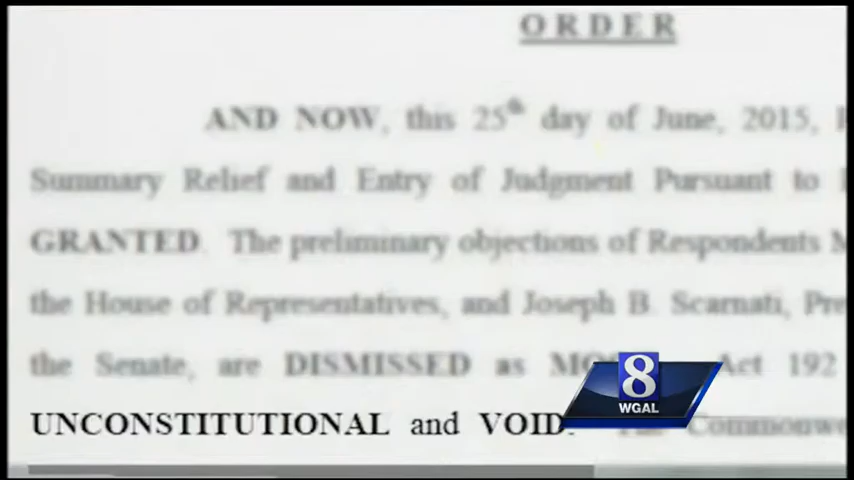 ORDER
AND NOW, this 25th day of June, 2015,
Summary Relief and Entry of Judgment Pursuant to
GRANTED. The preliminary objections of Respondents
the House of Representatives, and Joseph B. Scarnati,
the Senate, are DISMISSED as Act 192
UNCONSTITUTIONAL and VOID.
8
WGAL